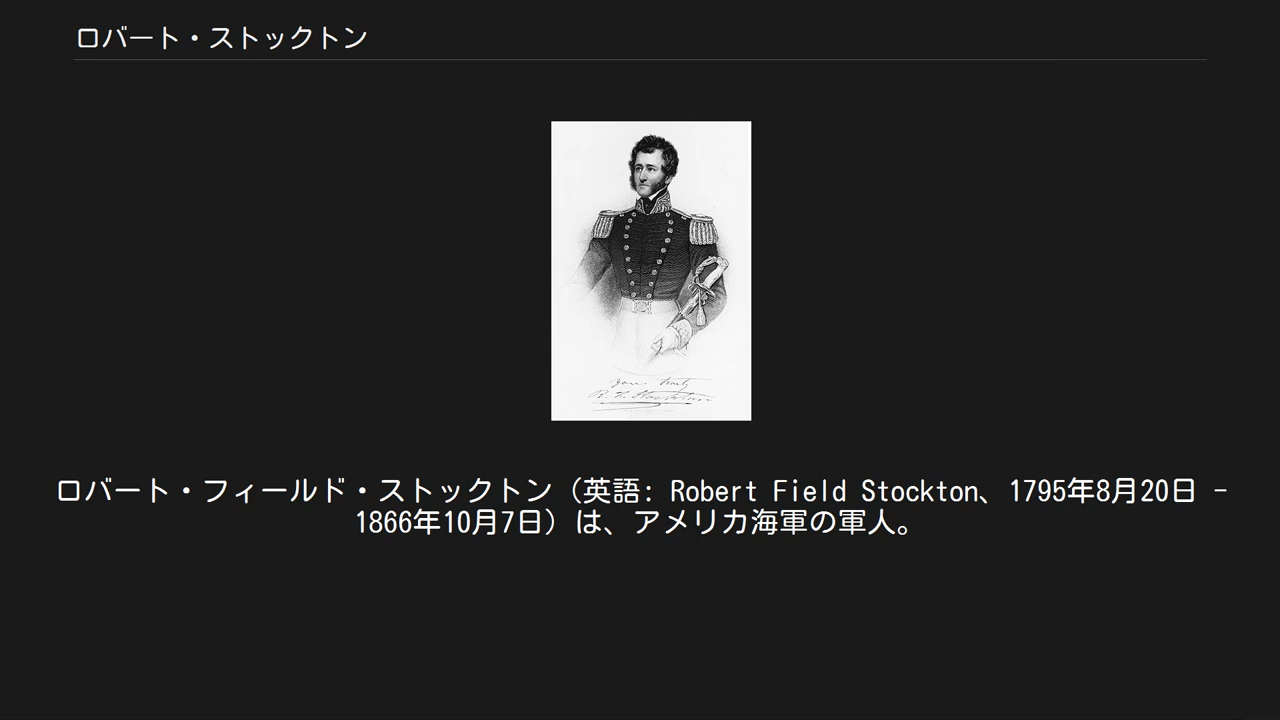 ロバート・ストックトン
Yours truly
R. F. Stockton
ロバート・フィールド・ストックトン（英語: Robert Field Stockton、1795年8月20日 -
1866年10月7日）は、アメリカ海軍の軍人。